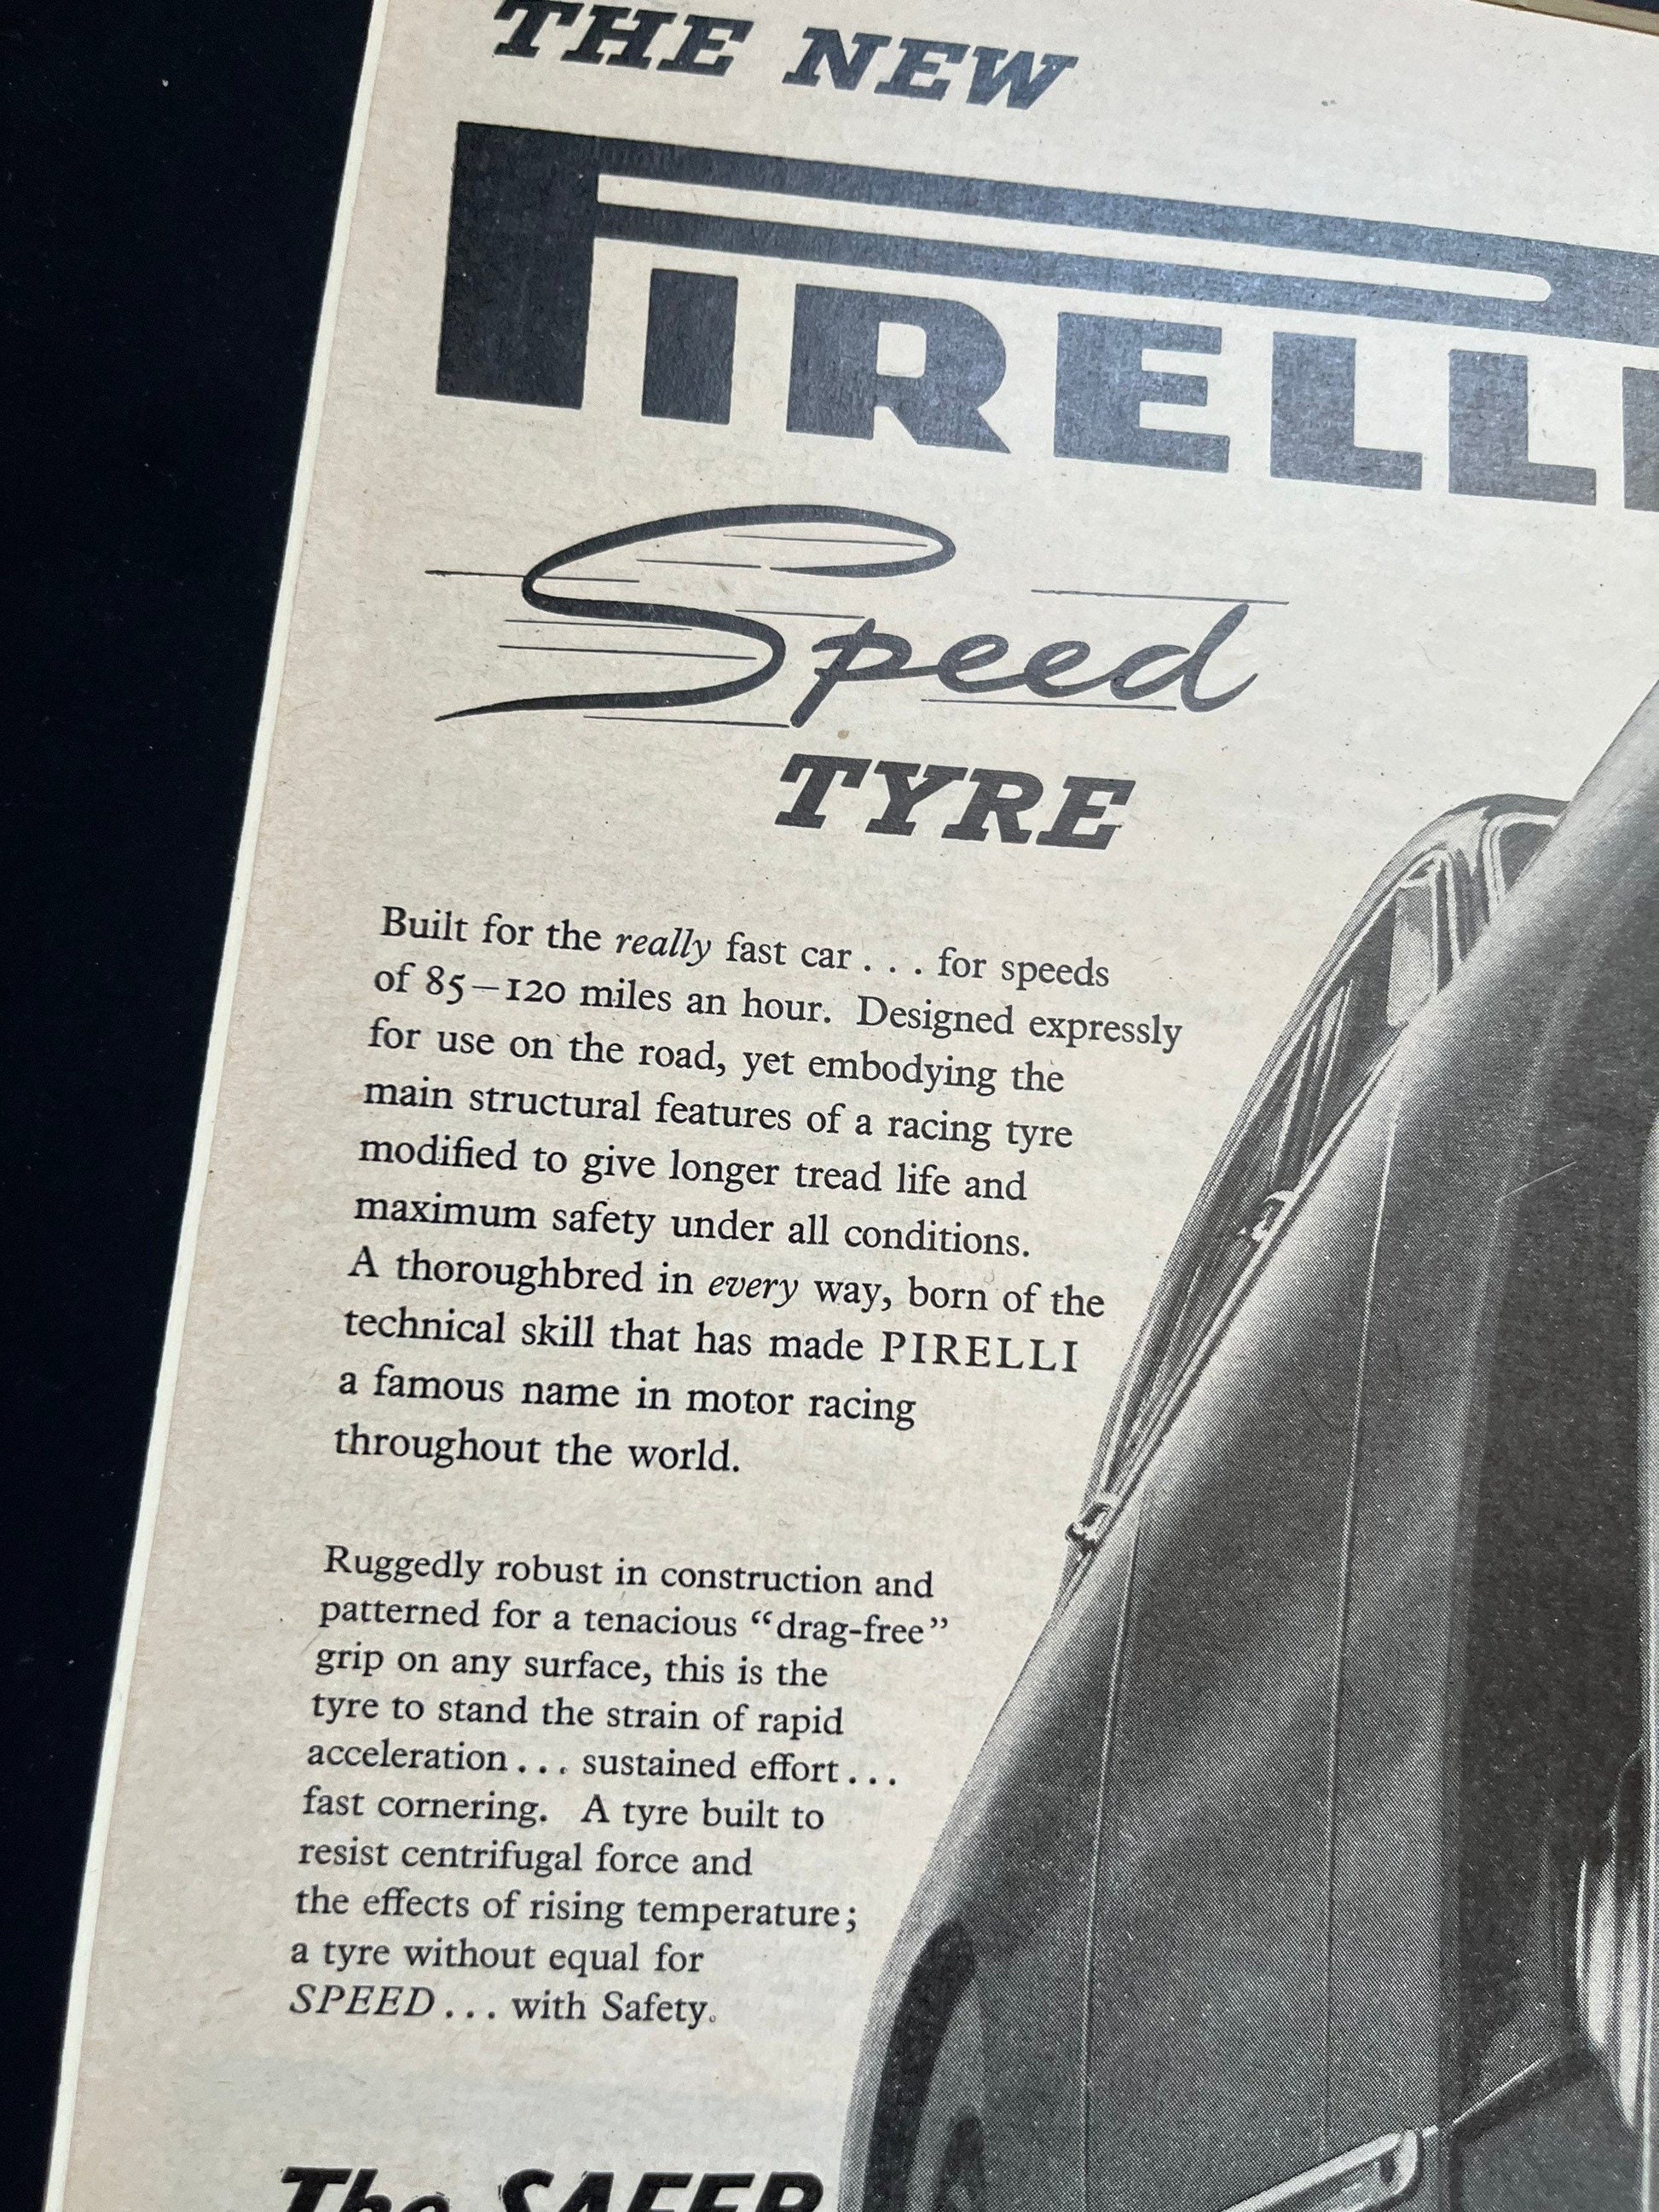 THE NEW
PIRELLI
Speed
TYRE
Built for the really fast car . . . for speeds
of 85–120 miles an hour. Designed expressly
for use on the road, yet embodying the
main structural features of a racing tyre
modified to give longer tread life and
maximum safety under all conditions.
A thoroughbred in every way, born of the
technical skill that has made PIRELLI
a famous name in motor racing
throughout the world.
Ruggedly robust in construction and
patterned for a tenacious “drag-free”
grip on any surface, this is the
tyre to stand the strain of rapid
acceleration . . . sustained effort . . .
fast cornering. A tyre built to
resist centrifugal force and
the effects of rising temperature;
a tyre without equal for
SPEED . . . with Safety.
The SAFER